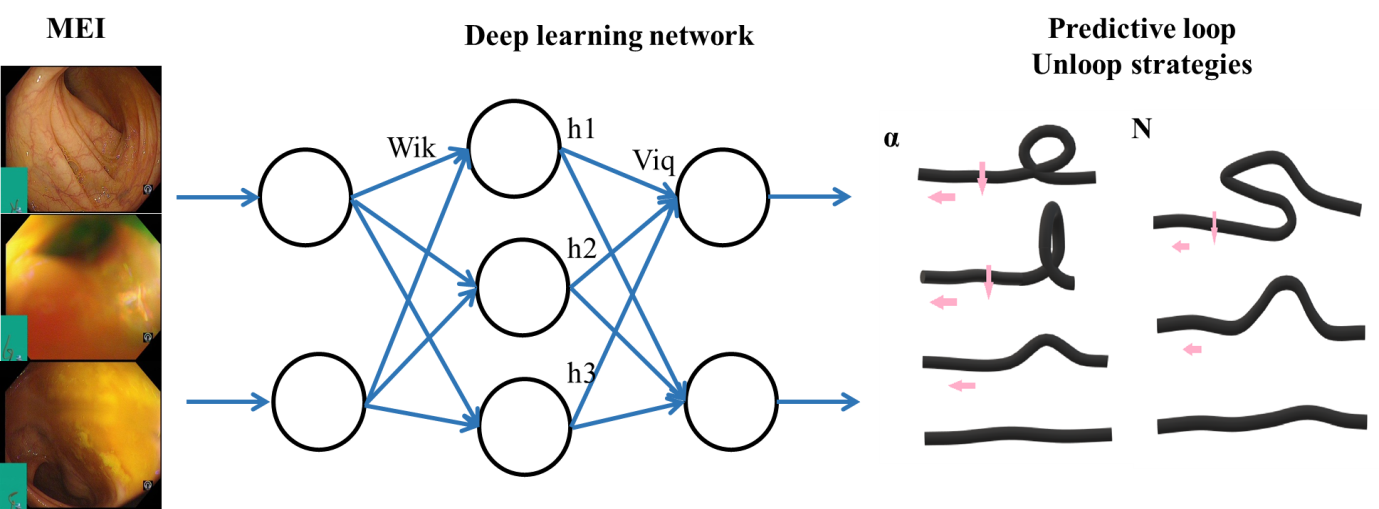 MEI
Deep learning network
Predictive loop
Unloop strategies
Wik
h1
Viq
h2
h3
α
N